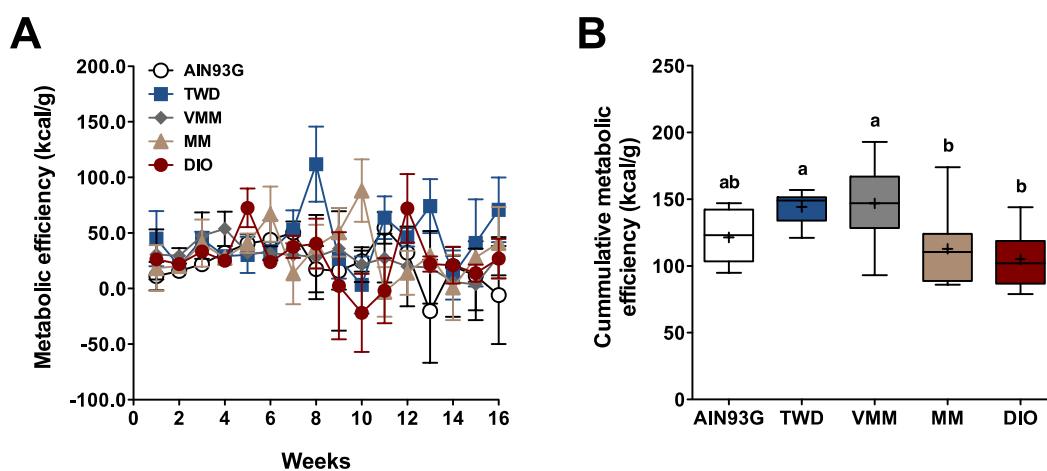 A
Metabolic efficiency (kcal/g)
200.0
150.0
100.0
50.0
0.0
-50.0
-100.0
AIN93G
TWD
VMM
MM
DIO
0 2 4 6 8 10 12 14 16
Weeks
B
Cummulative metabolic
efficiency (kcal/g)
250
200
150
100
50
0
ab
a
a
b
b
AIN93G TWD VMM MM DIO